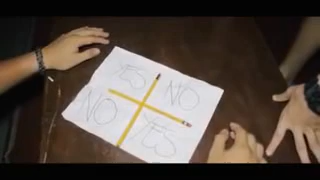 YES NO
NO YES